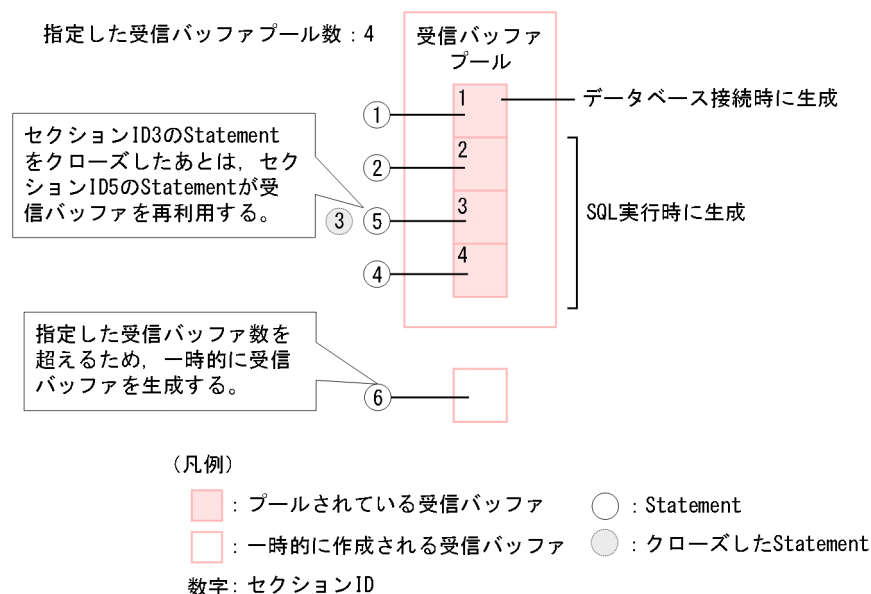 指定した受信バッファプール数：4
受信バッファ
プール
1
データベース接続時に生成
①
セクションID3のStatement
をクローズしたあとは，セク
ションID5のStatementが受
信バッファを再利用する。
2
②
3
③
⑤
SQL実行時に生成
4
④
指定した受信バッファ数を
超えるため，一時的に受信
バッファを生成する。
⑥
（凡例）
：プールされている受信バッファ
：Statement
：一時的に作成される受信バッファ
：クローズしたStatement
数字：セクションID